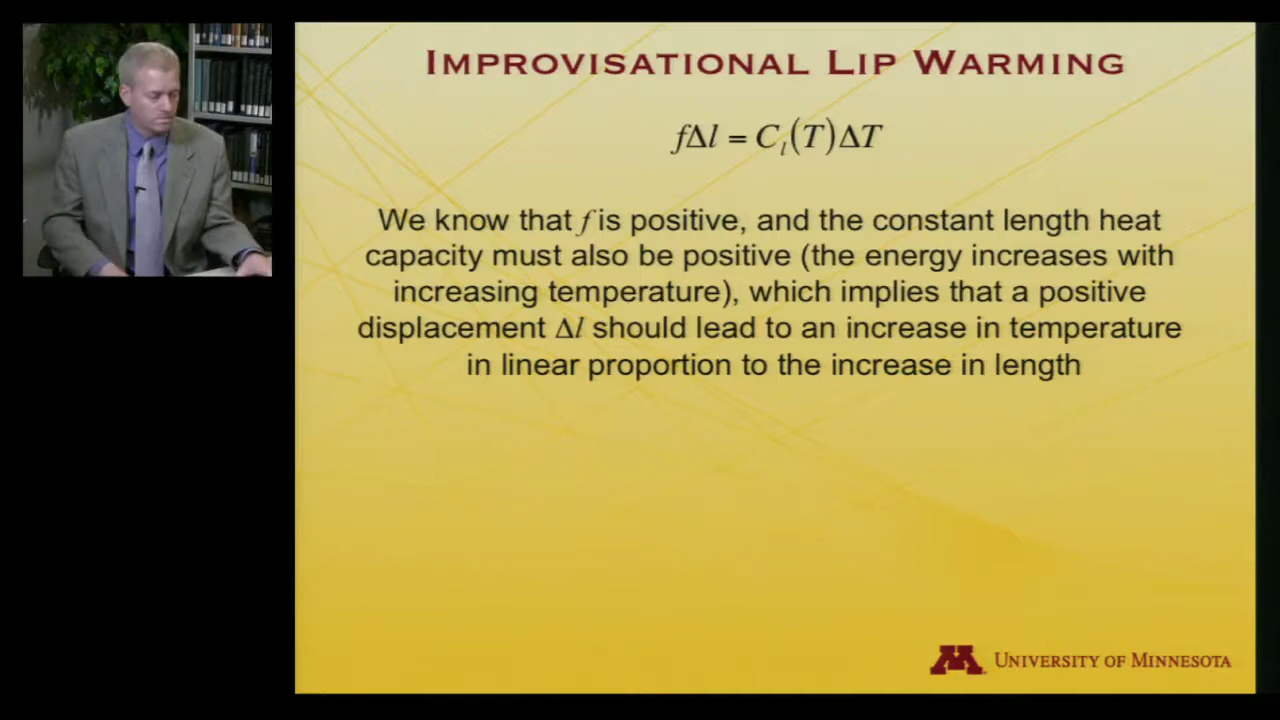 IMPROVISATIONAL LIP WARMING
fΔl = C_l(T)ΔT
We know that f is positive, and the constant length heat
capacity must also be positive (the energy increases with
increasing temperature), which implies that a positive
displacement Δl should lead to an increase in temperature
in linear proportion to the increase in length
M UNIVERSITY OF MINNESOTA